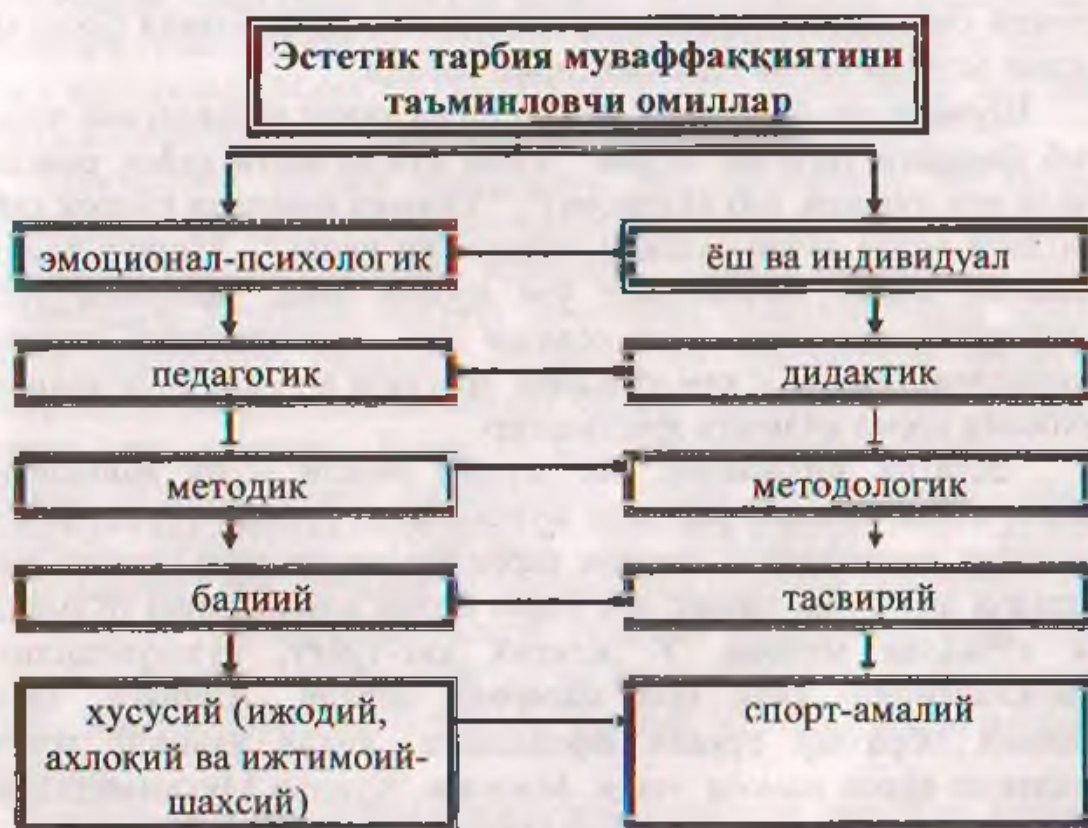 Эстетик тарбия муваффаққиятини
таъминловчи омиллар
эмоционал-психологик
ёш ва индивидуал
педагогик
дидактик
методик
методологик
бадиий
тасвирий
хусусий (ижодий,
ахлоқий ва ижтимоий-
шахсий)
спорт-амалий